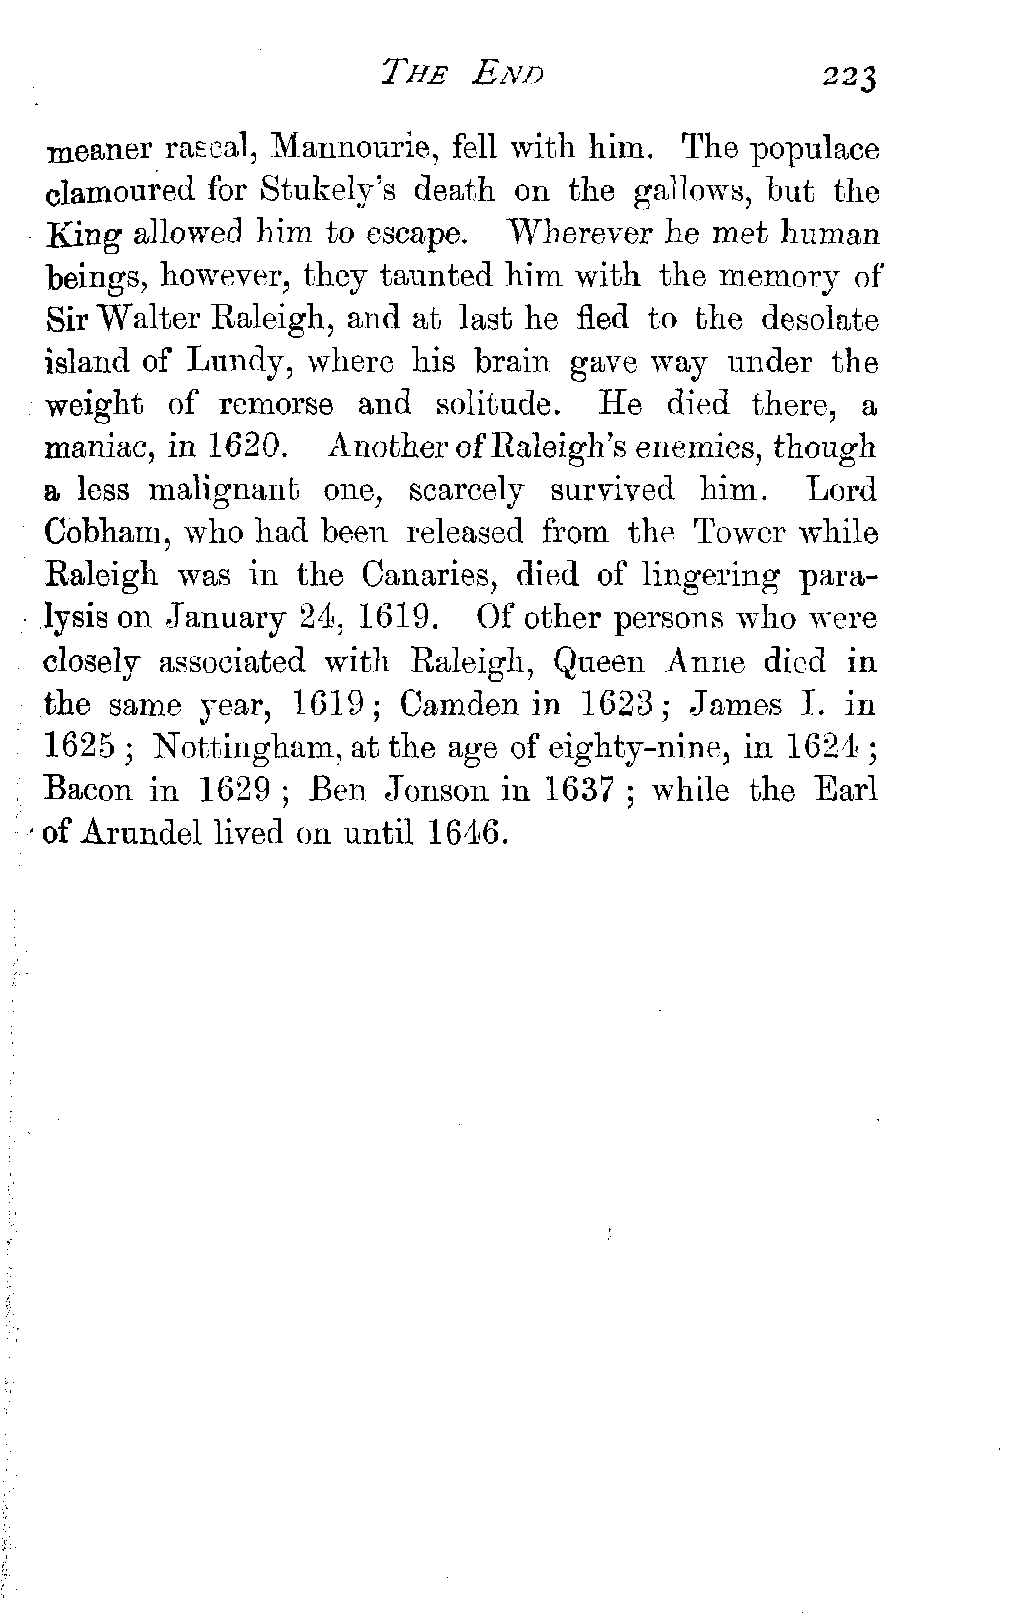 THE END 223
meaner rascal, Mannourie, fell with him. The populace
clamoured for Stukely's death on the gallows, but the
King allowed him to escape. Wherever he met human
beings, however, they taunted him with the memory of
Sir Walter Raleigh, and at last he fled to the desolate
island of Lundy, where his brain gave way under the
weight of remorse and solitude. He died there, a
maniac, in 1620. Another of Raleigh's enemies, though
a less malignant one, scarcely survived him. Lord
Cobham, who had been released from the Tower while
Raleigh was in the Canaries, died of lingering para-
lysis on January 24, 1619. Of other persons who were
closely associated with Raleigh, Queen Anne died in
the same year, 1619; Camden in 1623; James I. in
1625; Nottingham, at the age of eighty-nine, in 1624;
Bacon in 1629; Ben Jonson in 1637; while the Earl
of Arundel lived on until 1646.